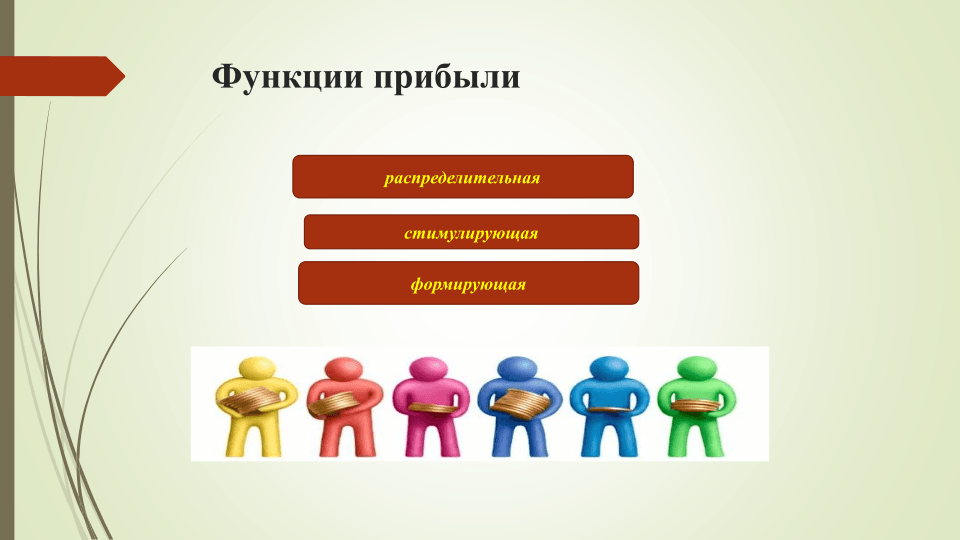 Функции прибыли
распределительная
стимулирующая
формирующая